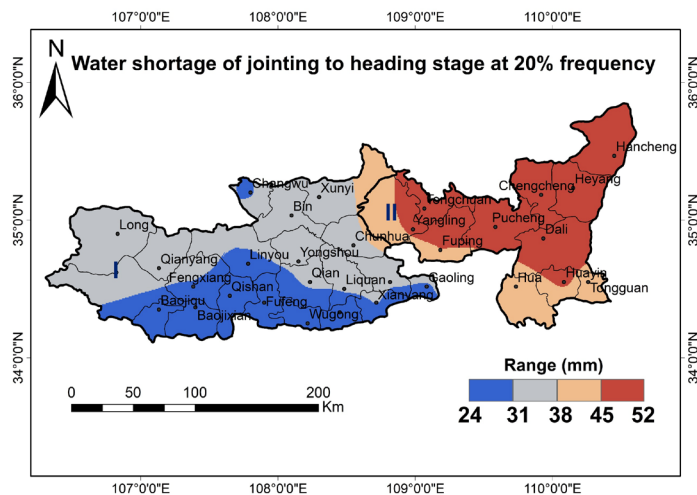 107°0'0"E 108°0'0"E 109°0'0"E 110°0'0"E
N
Water shortage of jointing to heading stage at 20% frequency
36°0'0"N
36°0'0"N
Hancheng
Changwu
Xunyi
Tongchuan
Chengcheng
Heyang
Bin
II
Yangling
Pucheng
35°0'0"N
35°0'0"N
Long
Chunhua
Fuping
Dali
Linyou
Yongshou
Qianyang
I
Fengxiang
Qian
Liquan
Gaoling
Hua
Huayin
Tongguan
Qishan
Baojiqu
Fufeng
Xianyang
Baojixian
Wugong
34°0'0"N
34°0'0"N
Range (mm)
0 50 100 200
Km
24 31 38 45 52
107°0'0"E 108°0'0"E 109°0'0"E 110°0'0"E